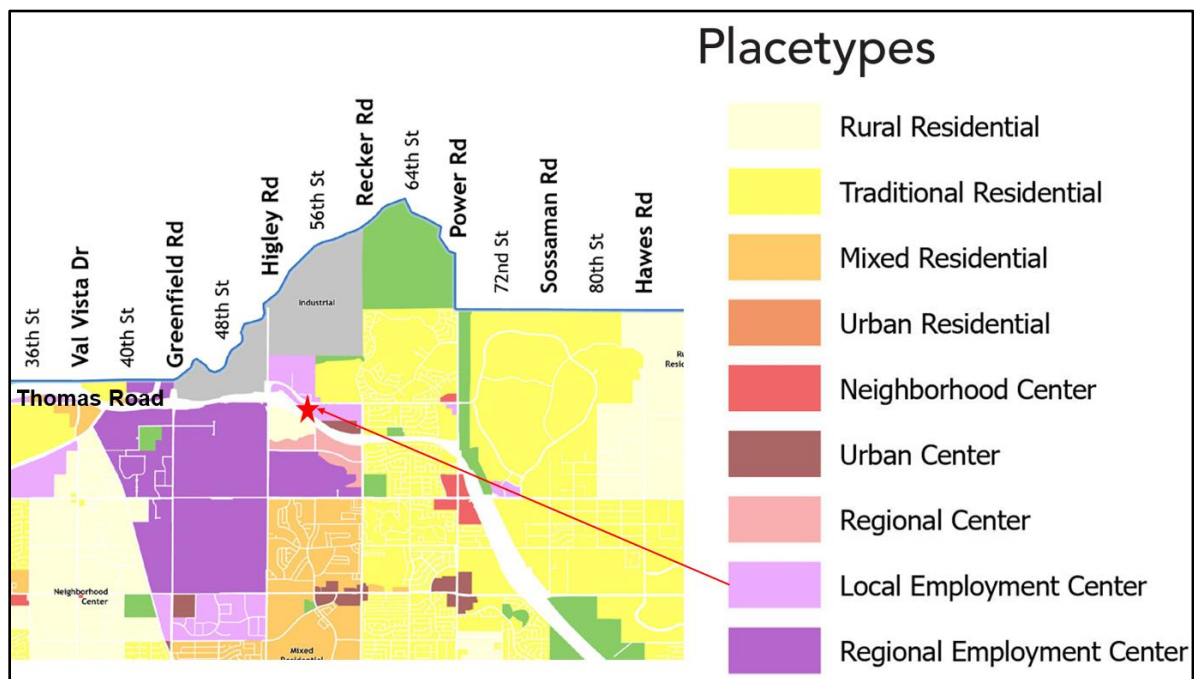 Placetypes
Rural Residential
Traditional Residential
Mixed Residential
Urban Residential
Neighborhood Center
Urban Center
Regional Center
Local Employment Center
Regional Employment Center
36th St
Val Vista Dr
40th St
Greenfield Rd
48th St
Higley Rd
56th St
Recker Rd
64th St
Power Rd
72nd St
Sossaman Rd
80th St
Hawes Rd
Industrial
Thomas Road
Neighborhood
Center
Mixed
Residential